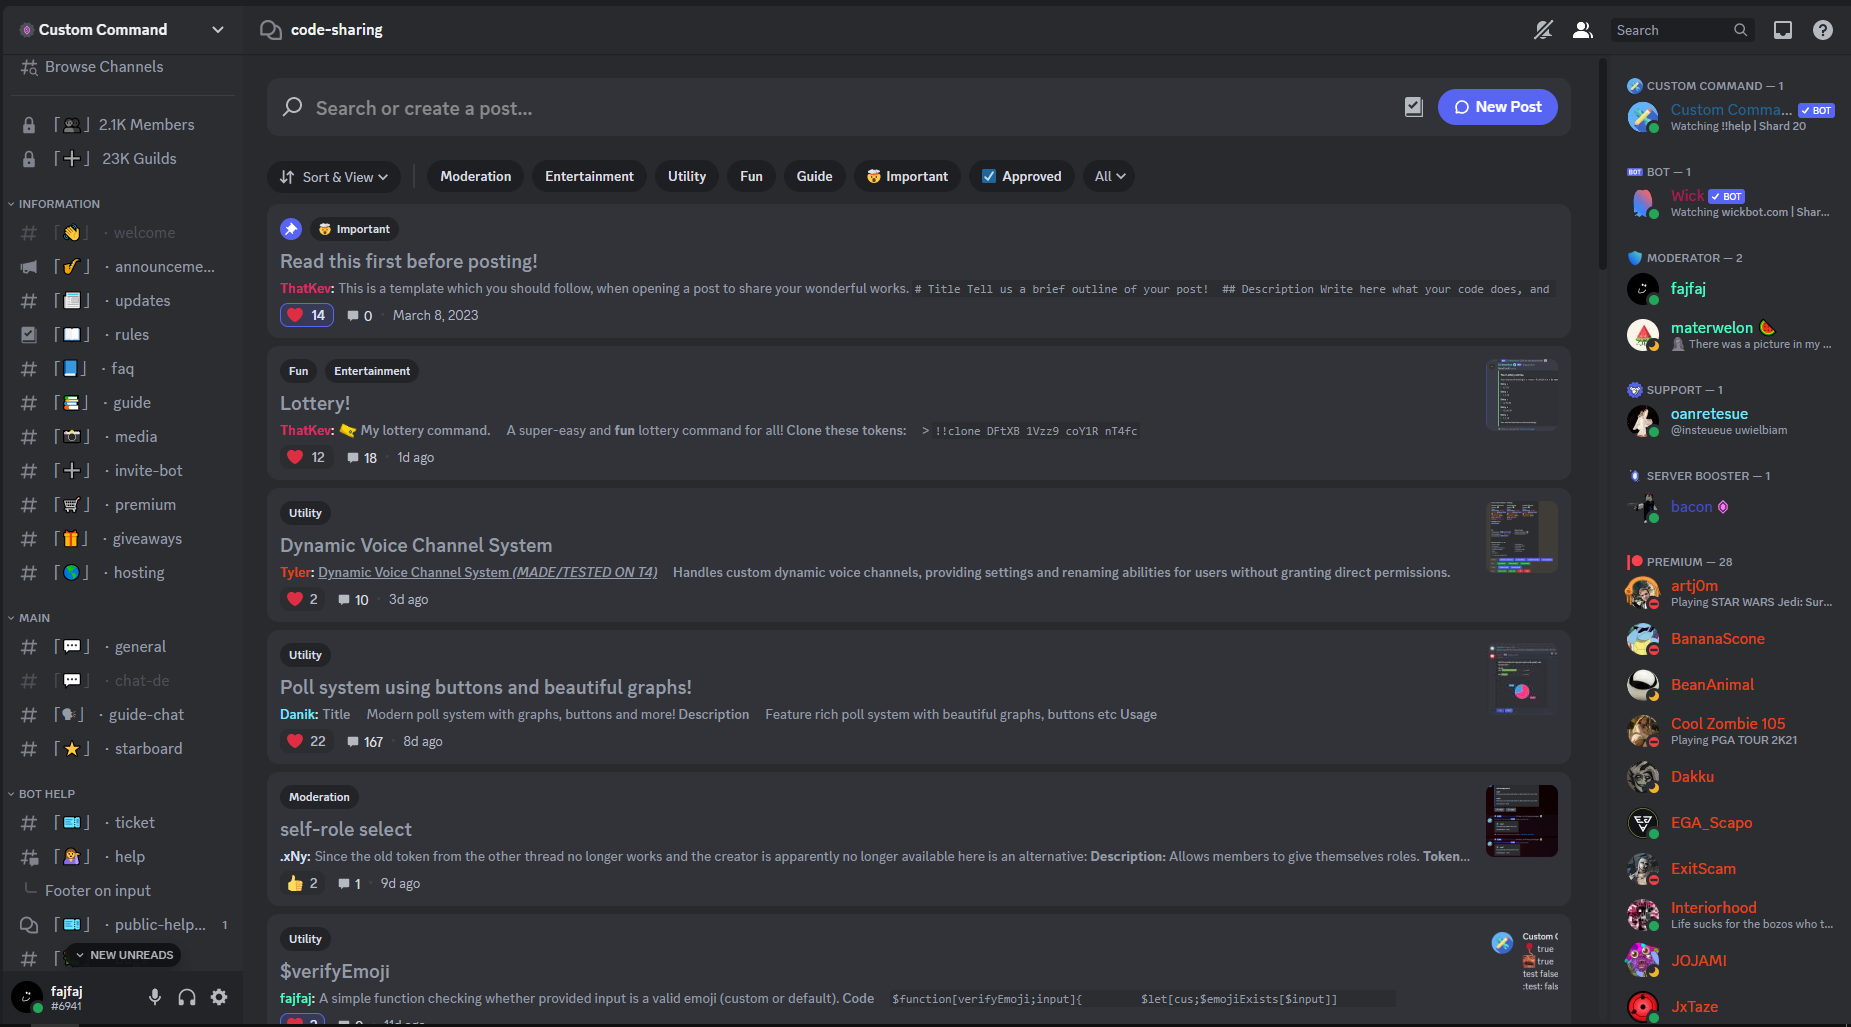 Custom Command
Browse Channels
2.1K Members
23K Guilds
INFORMATION
welcome
announceme...
updates
rules
faq
guide
media
invite-bot
premium
giveaways
hosting
MAIN
general
chat-de
guide-chat
starboard
BOT HELP
ticket
help
Footer on input
public-help... 1
NEW UNREADS
fajfaj
#6941
code-sharing
Search
Search or create a post...
New Post
Sort & View
Moderation
Entertainment
Utility
Fun
Guide
Important
Approved
All
Important
Read this first before posting!
ThatKev: This is a template which you should follow, when opening a post to share your wonderful works. # Title Tell us a brief outline of your post! ## Description Write here what your code does, and
14 0 · March 8, 2023
Fun Entertainment
Lottery!
ThatKev: My lottery command. A super-easy and fun lottery command for all! Clone these tokens: > !!clone DFtXB 1Vzz9 coY1R nT4fc
12 18 · 1d ago
Utility
Dynamic Voice Channel System
Tyler: Dynamic Voice Channel System (MADE/TESTED ON T4) Handles custom dynamic voice channels, providing settings and renaming abilities for users without granting direct permissions.
2 10 · 3d ago
Utility
Poll system using buttons and beautiful graphs!
Danik: Title Modern poll system with graphs, buttons and more! Description Feature rich poll system with beautiful graphs, buttons etc Usage
22 167 · 8d ago
Moderation
self-role select
.xNy: Since the old token from the other thread no longer works and the creator is apparently no longer available here is an alternative: Description: Allows members to give themselves roles. Token...
2 1 · 9d ago
Utility
$verifyEmoji
fajfaj: A simple function checking whether provided input is a valid emoji (custom or default). Code $function[verifyEmoji;input]{ $let[cus;$emojiExists[$input]]
Custom C
true
true
test false
:test: fals
11d ago
CUSTOM COMMAND — 1
Custom Comma... BOT
Watching !!help | Shard 20
BOT BOT — 1
Wick BOT
Watching wickbot.com | Shar...
MODERATOR — 2
fajfaj
materwelon
There was a picture in my ...
SUPPORT — 1
oanretesue
@insteueue uwielbiam
SERVER BOOSTER — 1
bacon
PREMIUM — 28
artj0m
Playing STAR WARS Jedi: Sur...
BananaScone
BeanAnimal
Cool Zombie 105
Playing PGA TOUR 2K21
Dakku
EGA_Scapo
ExitScam
Interiorhood
Life sucks for the bozos who t...
JOJAMI
JxTaze